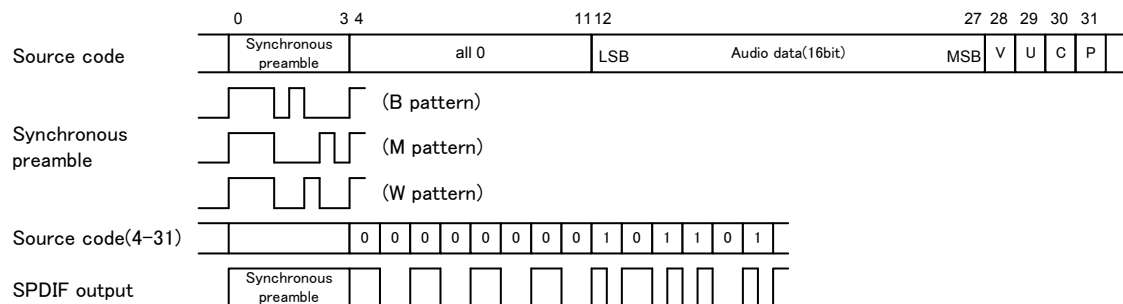 0 3 4 11 12 27 28 29 30 31
Source code Synchronous preamble all 0 LSB Audio data(16bit) MSB V U C P
(B pattern)
Synchronous preamble (M pattern)
(W pattern)
Source code(4-31) 0 0 0 0 0 0 0 0 1 0 1 1 0 1
SPDIF output Synchronous preamble